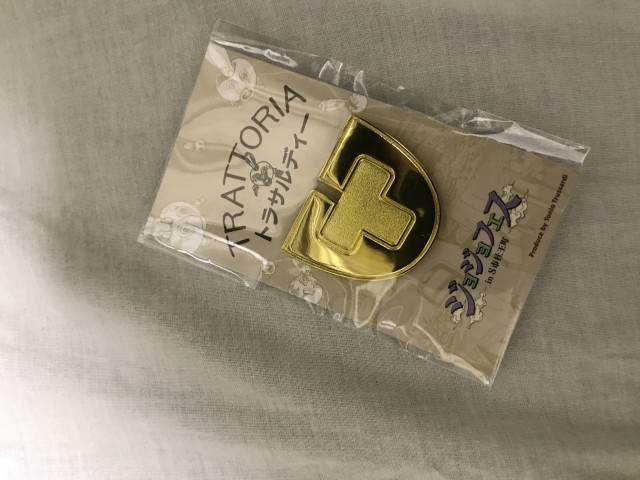 TRATTORIA
トラサルディー
ジョジョフェス
in S市杜王町
Produce by Tonio Trussardi